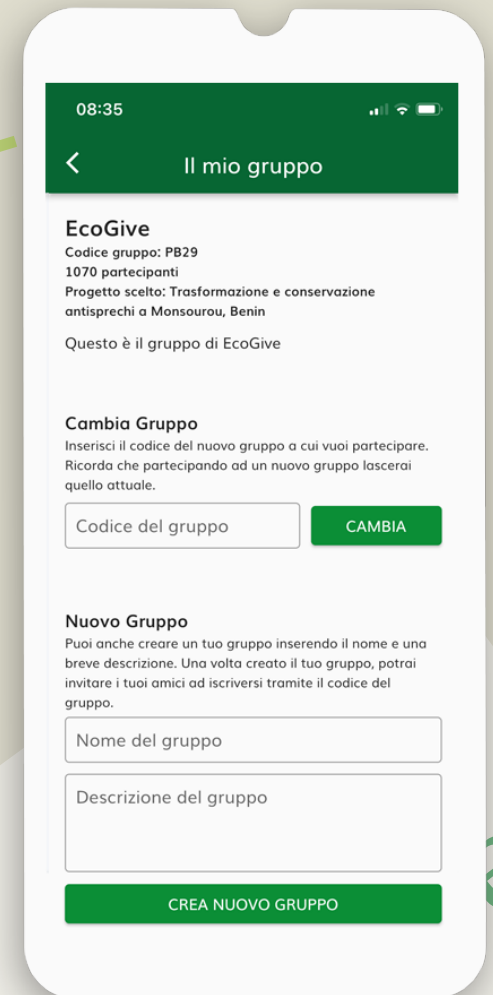 08:35
Il mio gruppo
EcoGive
Codice gruppo: PB29
1070 partecipanti
Progetto scelto: Trasformazione e conservazione
antisprechi a Monsourou, Benin
Questo è il gruppo di EcoGive
Cambia Gruppo
Inserisci il codice del nuovo gruppo a cui vuoi partecipare.
Ricorda che partecipando ad un nuovo gruppo lascerai
quello attuale.
Codice del gruppo
CAMBIA
Nuovo Gruppo
Puoi anche creare un tuo gruppo inserendo il nome e una
breve descrizione. Una volta creato il tuo gruppo, potrai
invitare i tuoi amici ad iscriversi tramite il codice del
gruppo.
Nome del gruppo
Descrizione del gruppo
CREA NUOVO GRUPPO